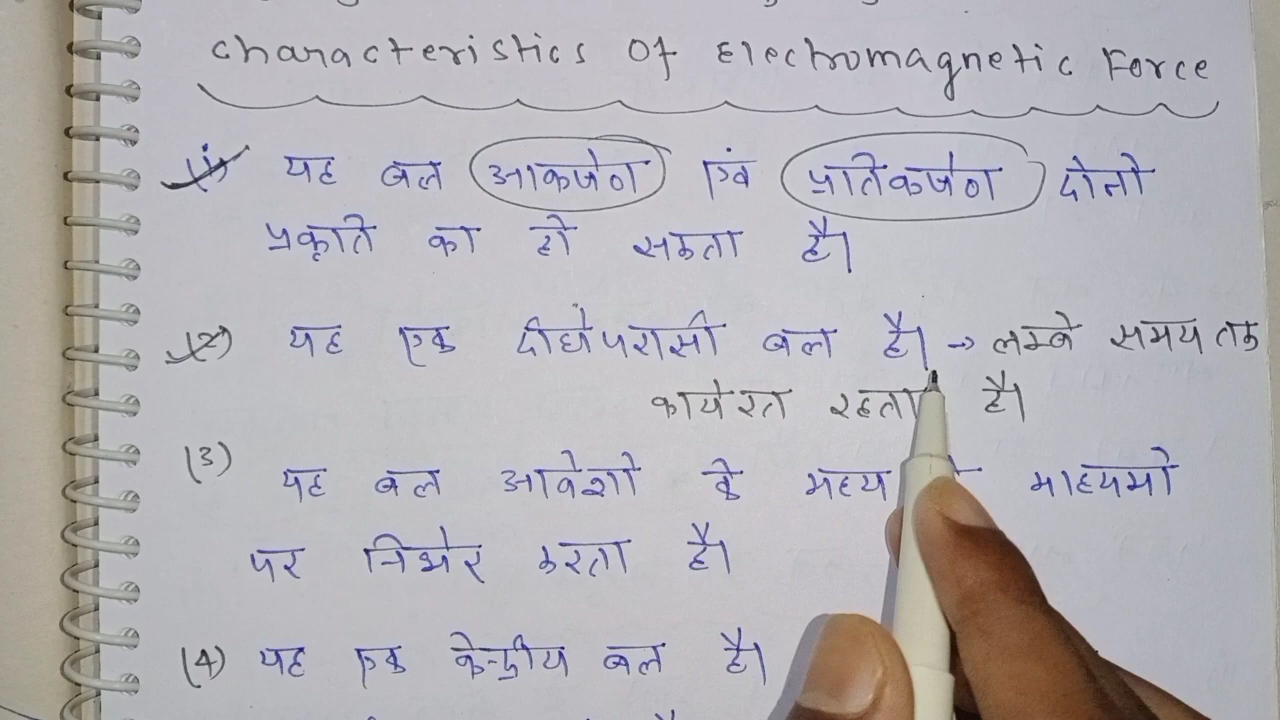 characteristics of Electromagnetic Force
(1) यह बल आकर्षण एवं प्रतिकर्षण दोनो
प्रकृति का हो सकता है।
(2) यह एक दीर्घपरासी बल है। → लम्बे समय तक
कार्यरत रहता है।
(3) यह बल आवेशो के मध्य माध्यमो
पर निर्भर करता है।
(4) यह एक केन्द्रीय बल है।